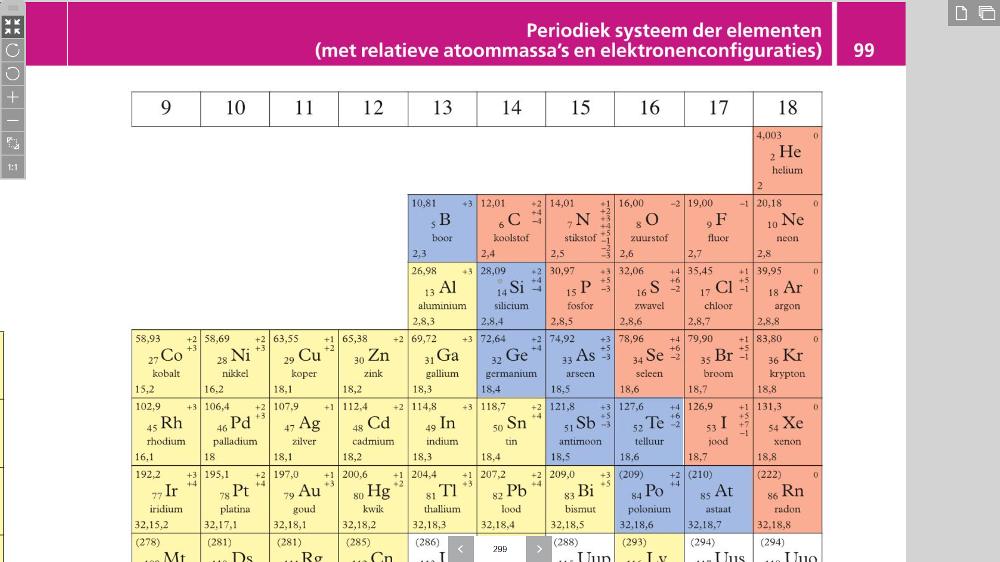 Periodiek systeem der elementen
(met relatieve atoommassa's en elektronenconfiguraties)
99
1:1
9 10 11 12 13 14 15 16 17 18
4,003 0
2 He
helium
2
10,81 +3 12,01 +2 14,01 +1 16,00 –2 19,00 –1 20,18 0
+4 +2
–4 +3
+4
+5
–1
–2
–3
5 B 6 C 7 N 8 O 9 F 10 Ne
boor koolstof stikstof zuurstof fluor neon
2,3 2,4 2,5 2,6 2,7 2,8
26,98 +3 28,09 +2 30,97 +3 32,06 +4 35,45 +1 39,95 0
+4 +5 +6 +5
–4 –3 –2 –1
13 Al 14 Si 15 P 16 S 17 Cl 18 Ar
aluminium silicium fosfor zwavel chloor argon
2,8,3 2,8,4 2,8,5 2,8,6 2,8,7 2,8,8
58,93 +2 58,69 +2 63,55 +1 65,38 +2 69,72 +3 72,64 +2 74,92 +3 78,96 +4 79,90 +1 83,80 0
+3 +3 +2 +4 +5 +6 +5
–3 –2 –1
27 Co 28 Ni 29 Cu 30 Zn 31 Ga 32 Ge 33 As 34 Se 35 Br 36 Kr
kobalt nikkel koper zink gallium germanium arseen seleen broom krypton
15,2 16,2 18,1 18,2 18,3 18,4 18,5 18,6 18,7 18,8
102,9 +3 106,4 +2 107,9 +1 112,4 +2 114,8 +3 118,7 +2 121,8 +3 127,6 +4 126,9 +1 131,3 0
+3 +4 +5 +6 +5
–3 –2 +7
–1
45 Rh 46 Pd 47 Ag 48 Cd 49 In 50 Sn 51 Sb 52 Te 53 I 54 Xe
rhodium palladium zilver cadmium indium tin antimoon telluur jood xenon
16,1 18 18,1 18,2 18,3 18,4 18,5 18,6 18,7 18,8
192,2 +3 195,1 +2 197,0 +1 200,6 +1 204,4 +1 207,2 +2 209,0 +3 (209) +2 (210) (222) 0
+4 +4 +3 +2 +3 +4 +5 +4
77 Ir 78 Pt 79 Au 80 Hg 81 Tl 82 Pb 83 Bi 84 Po 85 At 86 Rn
iridium platina goud kwik thallium lood bismut polonium astaat radon
32,15,2 32,17,1 32,18,1 32,18,2 32,18,3 32,18,4 32,18,5 32,18,6 32,18,7 32,18,8
(278) (281) (281) (285) (286) (288) (293) (294) (294)
Mt Ds Rg Cn Uup Lv Uus Uuo
299